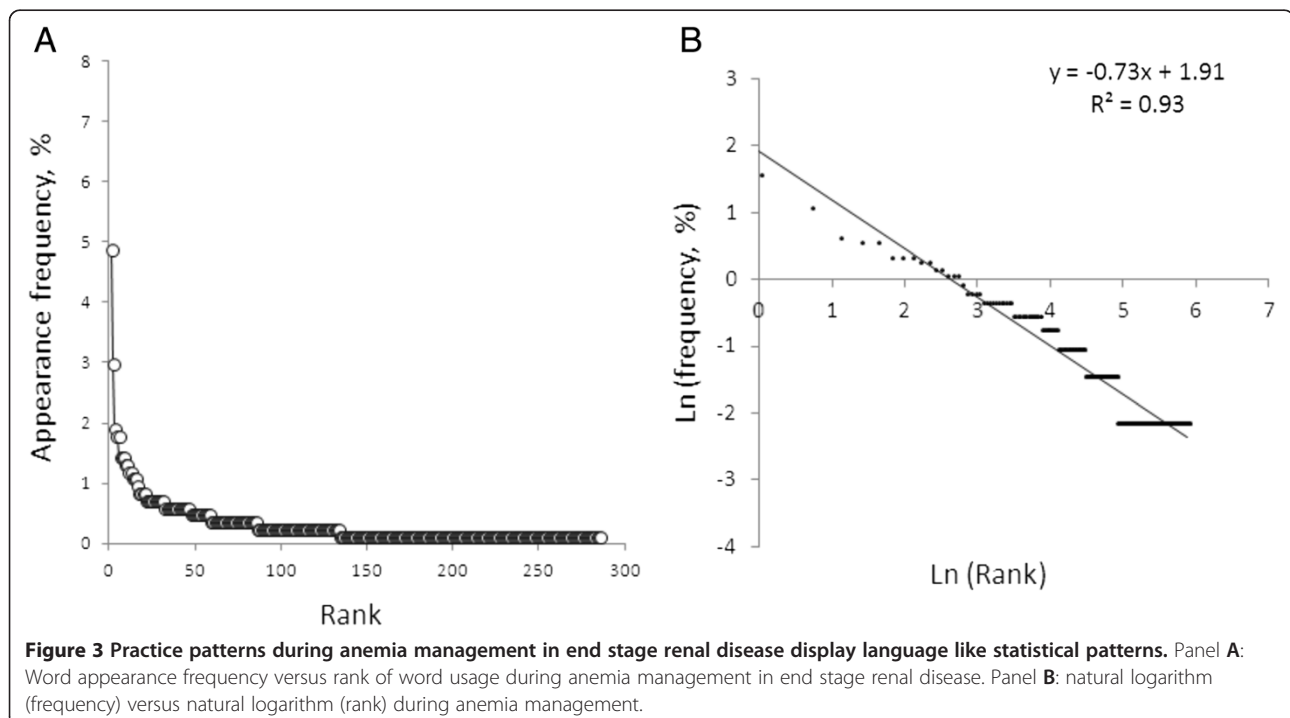 A
Appearance frequency, %
8
7
6
5
4
3
2
1
0
0 50 100 150 200 250 300
Rank
B
y = -0.73x + 1.91
R² = 0.93
Ln (frequency, %)
3
2
1
0
-1
-2
-3
-4
0 1 2 3 4 5 6 7
Ln (Rank)
Figure 3 Practice patterns during anemia management in end stage renal disease display language like statistical patterns. Panel A:
Word appearance frequency versus rank of word usage during anemia management in end stage renal disease. Panel B: natural logarithm
(frequency) versus natural logarithm (rank) during anemia management.